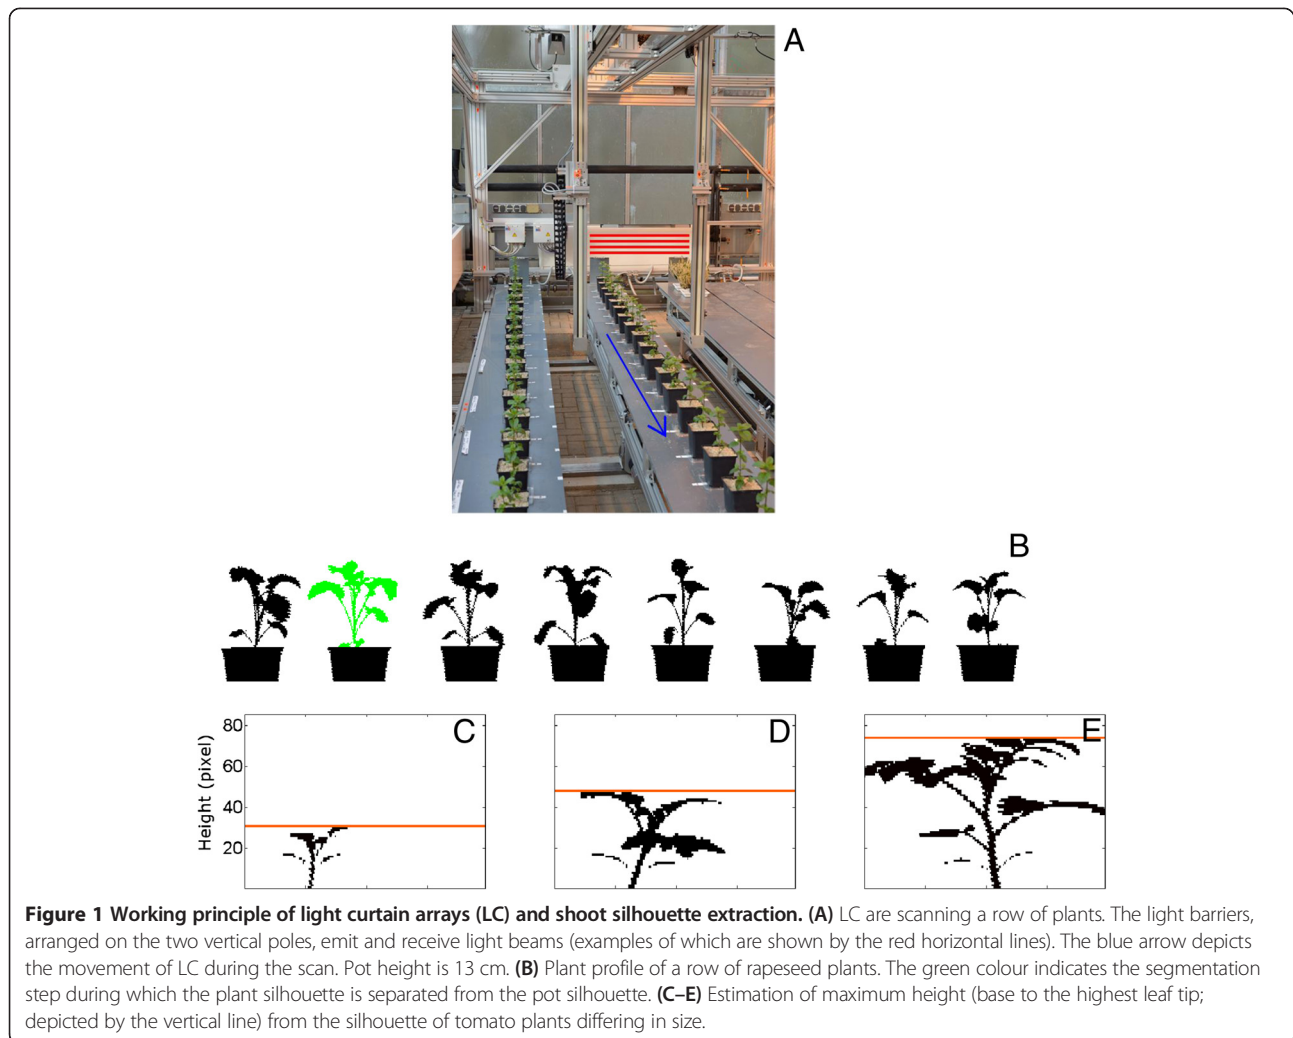 A
B
C
D
E
Height (pixel)
80
60
40
20
Figure 1 Working principle of light curtain arrays (LC) and shoot silhouette extraction. (A) LC are scanning a row of plants. The light barriers,
arranged on the two vertical poles, emit and receive light beams (examples of which are shown by the red horizontal lines). The blue arrow depicts
the movement of LC during the scan. Pot height is 13 cm. (B) Plant profile of a row of rapeseed plants. The green colour indicates the segmentation
step during which the plant silhouette is separated from the pot silhouette. (C–E) Estimation of maximum height (base to the highest leaf tip;
depicted by the vertical line) from the silhouette of tomato plants differing in size.